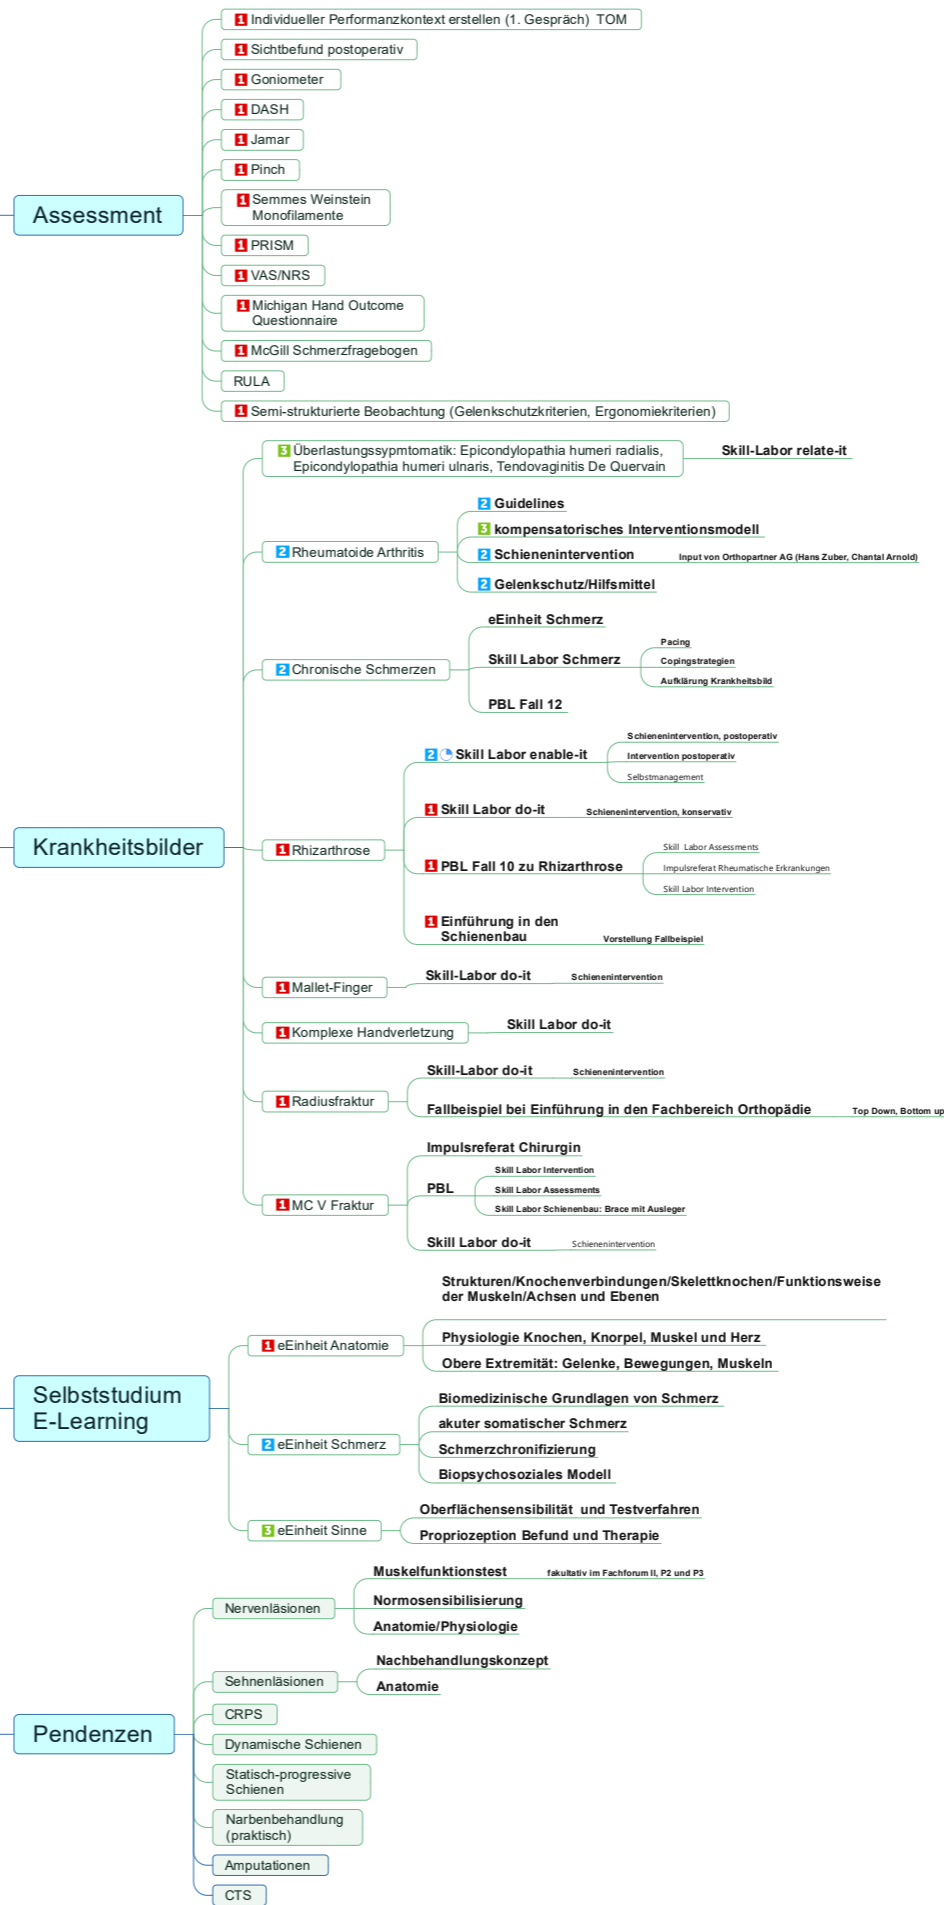 Assessment
1 Individueller Performanzkontext erstellen (1. Gespräch) TOM
1 Sichtbefund postoperativ
1 Goniometer
1 DASH
1 Jamar
1 Pinch
1 Semmes Weinstein
Monofilamente
1 PRISM
1 VAS/NRS
1 Michigan Hand Outcome
Questionnaire
1 McGill Schmerzfragebogen
RULA
1 Semi-strukturierte Beobachtung (Gelenkschutzkriterien, Ergonomiekriterien)
Krankheitsbilder
3 Überlastungssypmtomatik: Epicondylopathia humeri radialis,
Epicondylopathia humeri ulnaris, Tendovaginitis De Quervain
Skill-Labor relate-it
2 Rheumatoide Arthritis
2 Guidelines
3 kompensatorisches Interventionsmodell
2 Schienenintervention
Input von Orthopartner AG (Hans Zuber, Chantal Arnold)
2 Gelenkschutz/Hilfsmittel
2 Chronische Schmerzen
eEinheit Schmerz
Skill Labor Schmerz
Pacing
Copingstrategien
Aufklärung Krankheitsbild
PBL Fall 12
1 Rhizarthrose
2 Skill Labor enable-it
Schienenintervention, postoperativ
Intervention postoperativ
Selbstmanagement
1 Skill Labor do-it
Schienenintervention, konservativ
1 PBL Fall 10 zu Rhizarthrose
Skill Labor Assessments
Impulsreferat Rheumatische Erkrankungen
Skill Labor Intervention
1 Einführung in den
Schienenbau
Vorstellung Fallbeispiel
1 Mallet-Finger
Skill-Labor do-it
Schienenintervention
1 Komplexe Handverletzung
Skill Labor do-it
1 Radiusfraktur
Skill-Labor do-it
Schienenintervention
Fallbeispiel bei Einführung in den Fachbereich Orthopädie
Top Down, Bottom up
1 MC V Fraktur
Impulsreferat Chirurgin
PBL
Skill Labor Intervention
Skill Labor Assessments
Skill Labor Schienenbau: Brace mit Ausleger
Skill Labor do-it
Schienenintervention
Selbststudium
E-Learning
1 eEinheit Anatomie
Strukturen/Knochenverbindungen/Skelettknochen/Funktionsweise
der Muskeln/Achsen und Ebenen
Physiologie Knochen, Knorpel, Muskel und Herz
Obere Extremität: Gelenke, Bewegungen, Muskeln
2 eEinheit Schmerz
Biomedizinische Grundlagen von Schmerz
akuter somatischer Schmerz
Schmerzchronifizierung
Biopsychosoziales Modell
3 eEinheit Sinne
Oberflächensensibilität und Testverfahren
Propriozeption Befund und Therapie
Pendenzen
Nervenläsionen
Muskelfunktionstest
fakultativ im Fachforum II, P2 und P3
Normosensibilisierung
Anatomie/Physiologie
Sehnenläsionen
Nachbehandlungskonzept
Anatomie
CRPS
Dynamische Schienen
Statisch-progressive
Schienen
Narbenbehandlung
(praktisch)
Amputationen
CTS